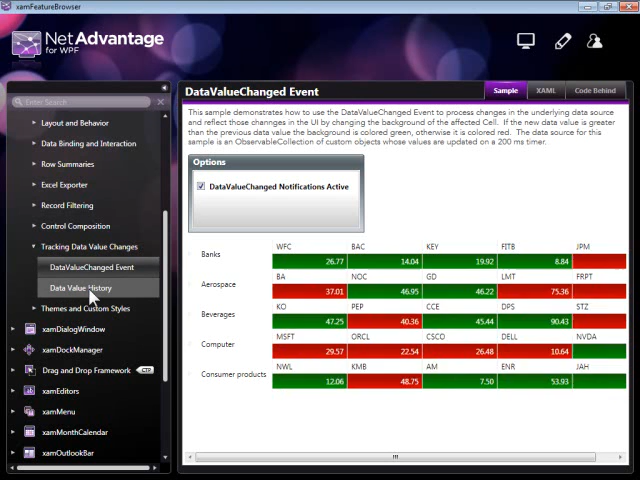 xamFeatureBrowser
NetAdvantage
for WPF
Enter Search
Layout and Behavior
Data Binding and Interaction
Row Summaries
Excel Exporter
Record Filtering
Control Composition
Tracking Data Value Changes
DataValueChanged Event
Data Value History
Themes and Custom Styles
xamDialogWindow
xamDockManager
Drag and Drop Framework CTP
xamEditors
xamMenu
xamMonthCalendar
xamOutlookBar
DataValueChanged Event
Sample XAML Code Behind
This sample demonstrates how to use the DataValueChanged Event to process changes in the underlying data source
and reflect those channges in the UI by changing the background of the affected Cell. If the new data value is greater
than the previous data value the background is colored green, otherwise it is colored red. The data source for this
sample is an ObservableCollection of custom objects whose values are updated on a 200 ms timer.
Options
DataValueChanged Notifications Active
WFC BAC KEY FITB JPM
Banks 26.77 14.04 19.92 8.84
BA NOC GD LMT FRPT
Aerospace 37.01 46.95 46.22 75.36
KO PEP CCE DPS STZ
Beverages 47.25 40.36 45.44 90.43
MSFT ORCL CSCO DELL NVDA
Computer 29.57 22.54 26.48 10.64
NWL KMB AM ENR JAH
Consumer products 12.06 48.75 7.50 53.93